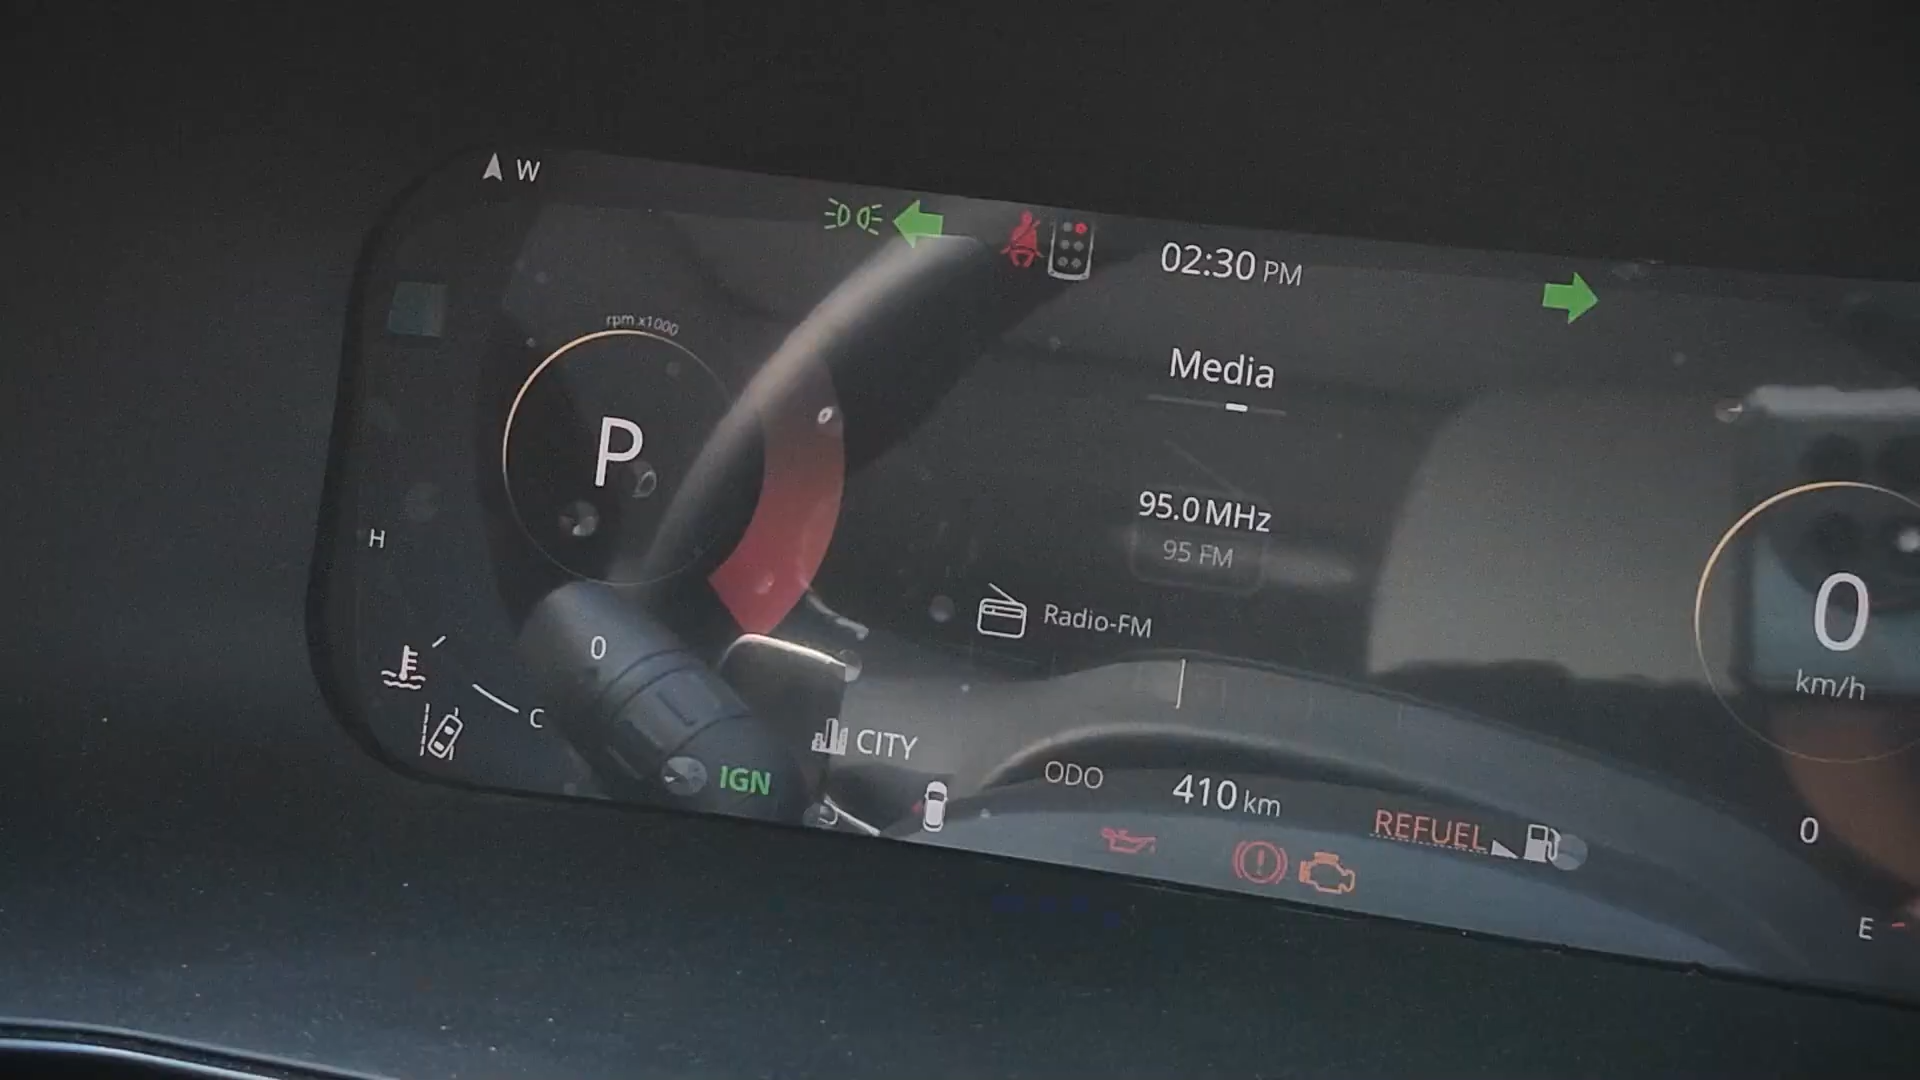 W
02:30 PM
rpm x1000
Media
P
95.0 MHz
95 FM
H
Radio-FM
0
km/h
0
C
CITY
IGN
ODO
410 km
REFUEL
0
E